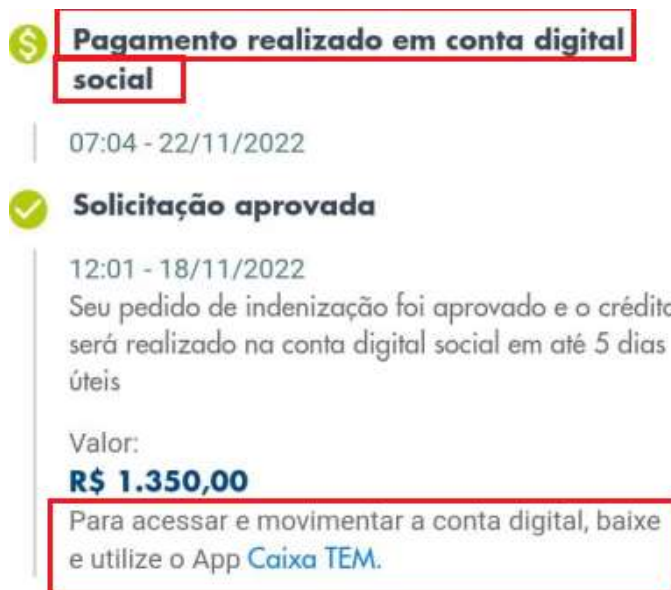 Pagamento realizado em conta digital
social
07:04 - 22/11/2022
Solicitação aprovada
12:01 - 18/11/2022
Seu pedido de indenização foi aprovado e o crédito
será realizado na conta digital social em até 5 dias
úteis
Valor:
R$ 1.350,00
Para acessar e movimentar a conta digital, baixe
e utilize o App Caixa TEM.